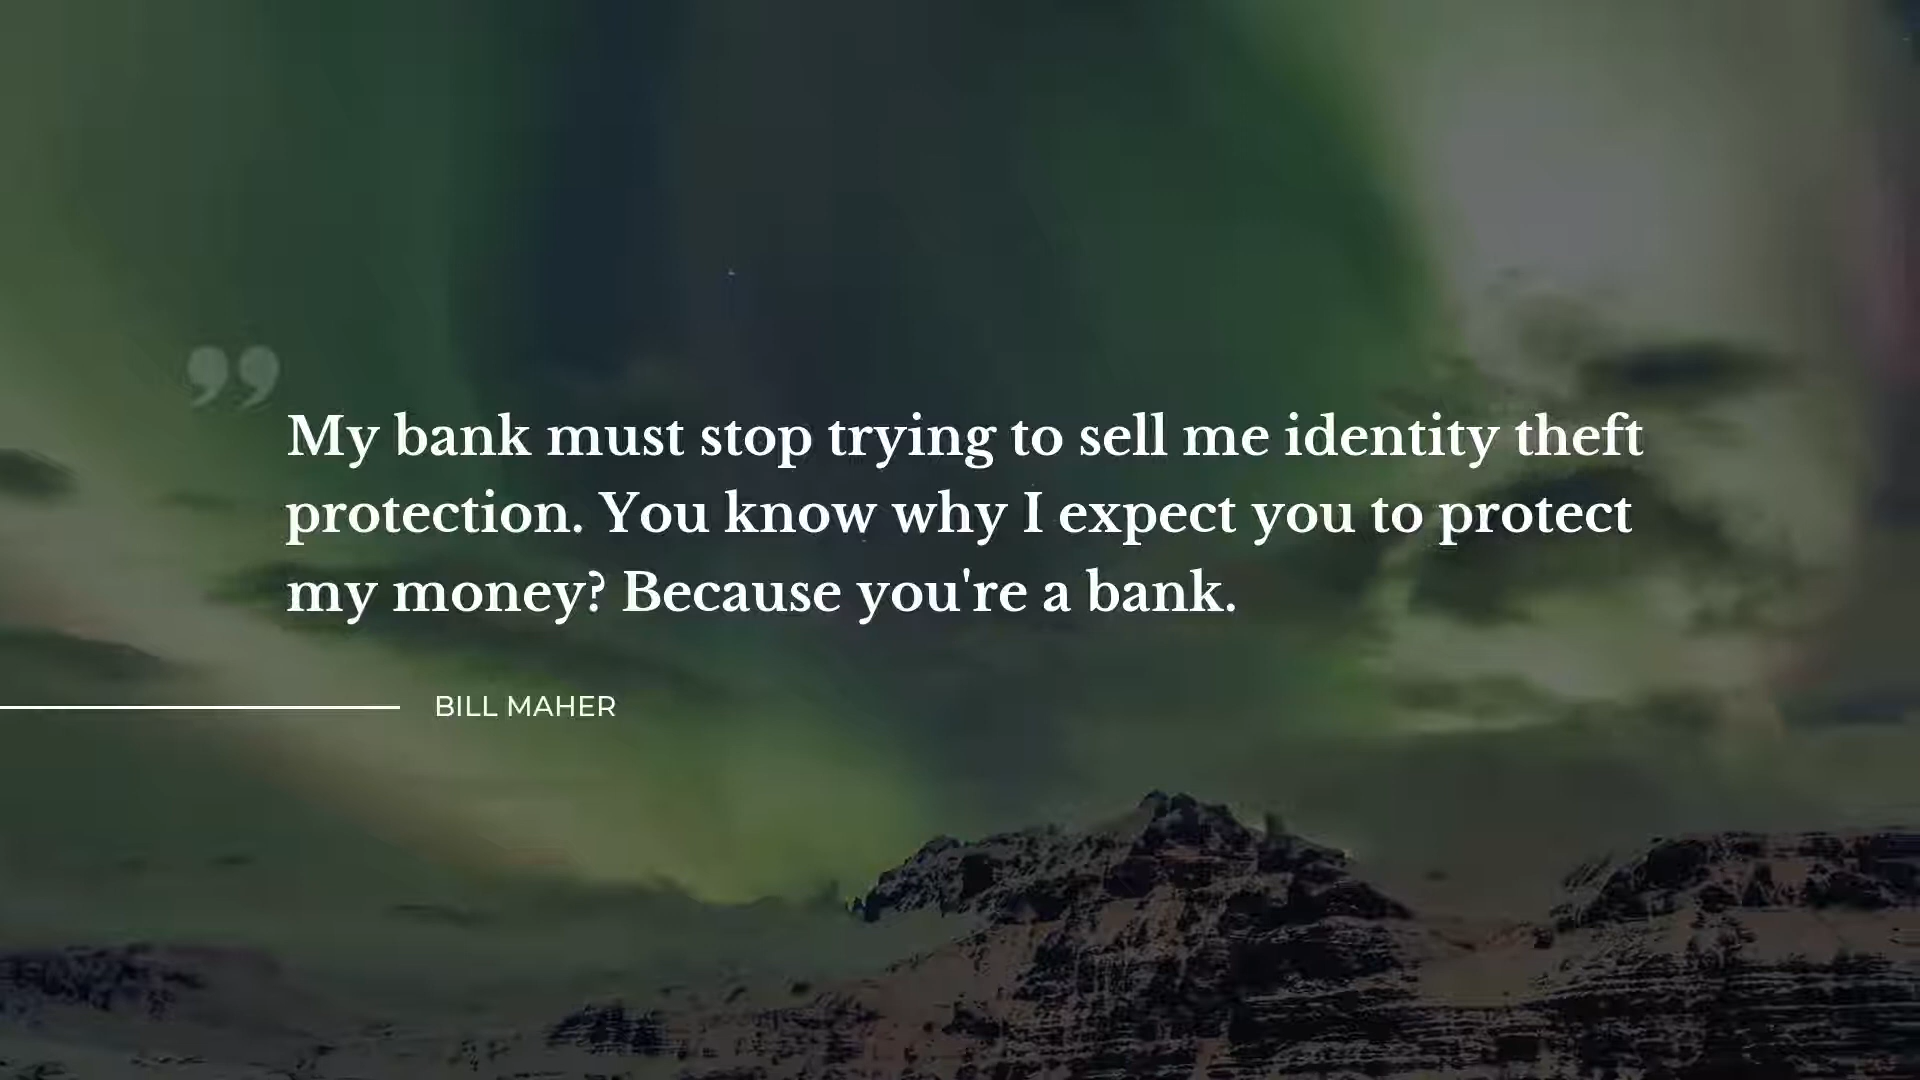 ”
My bank must stop trying to sell me identity theft
protection. You know why I expect you to protect
my money? Because you're a bank.
BILL MAHER